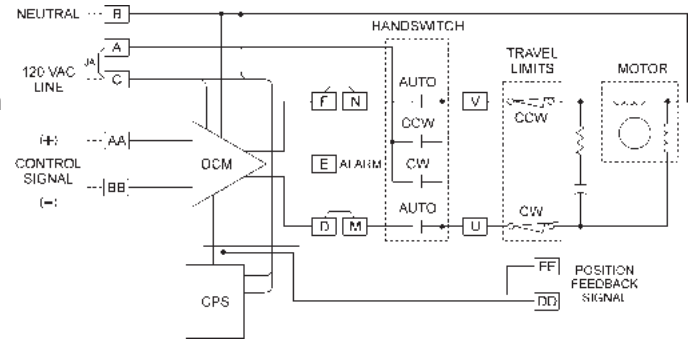 NEUTRAL
B
HANDSWITCH
A
JA
120 VAC
LINE
C
TRAVEL
LIMITS
MOTOR
AUTO
F
N
V
CCW
CCW
(+)
AA
CONTROL
SIGNAL
OCM
E
ALARM
CW
BB
(−)
AUTO
CW
D
M
U
FF
POSITION
FEEDBACK
SIGNAL
DD
CPS